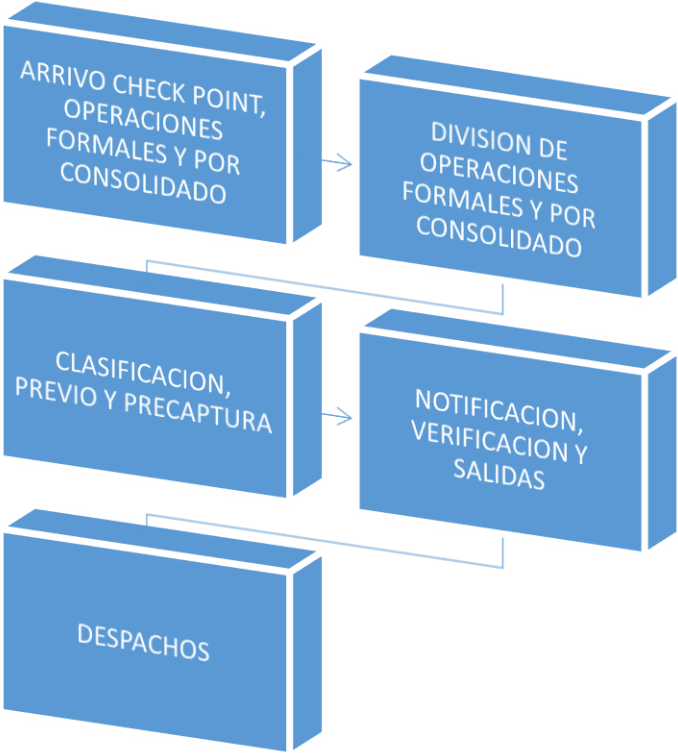 ARRIVO CHECK POINT,
OPERACIONES
FORMALES Y POR
CONSOLIDADO
DIVISION DE
OPERACIONES
FORMALES Y POR
CONSOLIDADO
CLASIFICACION,
PREVIO Y PRECAPTURA
NOTIFICACION,
VERIFICACION Y
SALIDAS
DESPACHOS